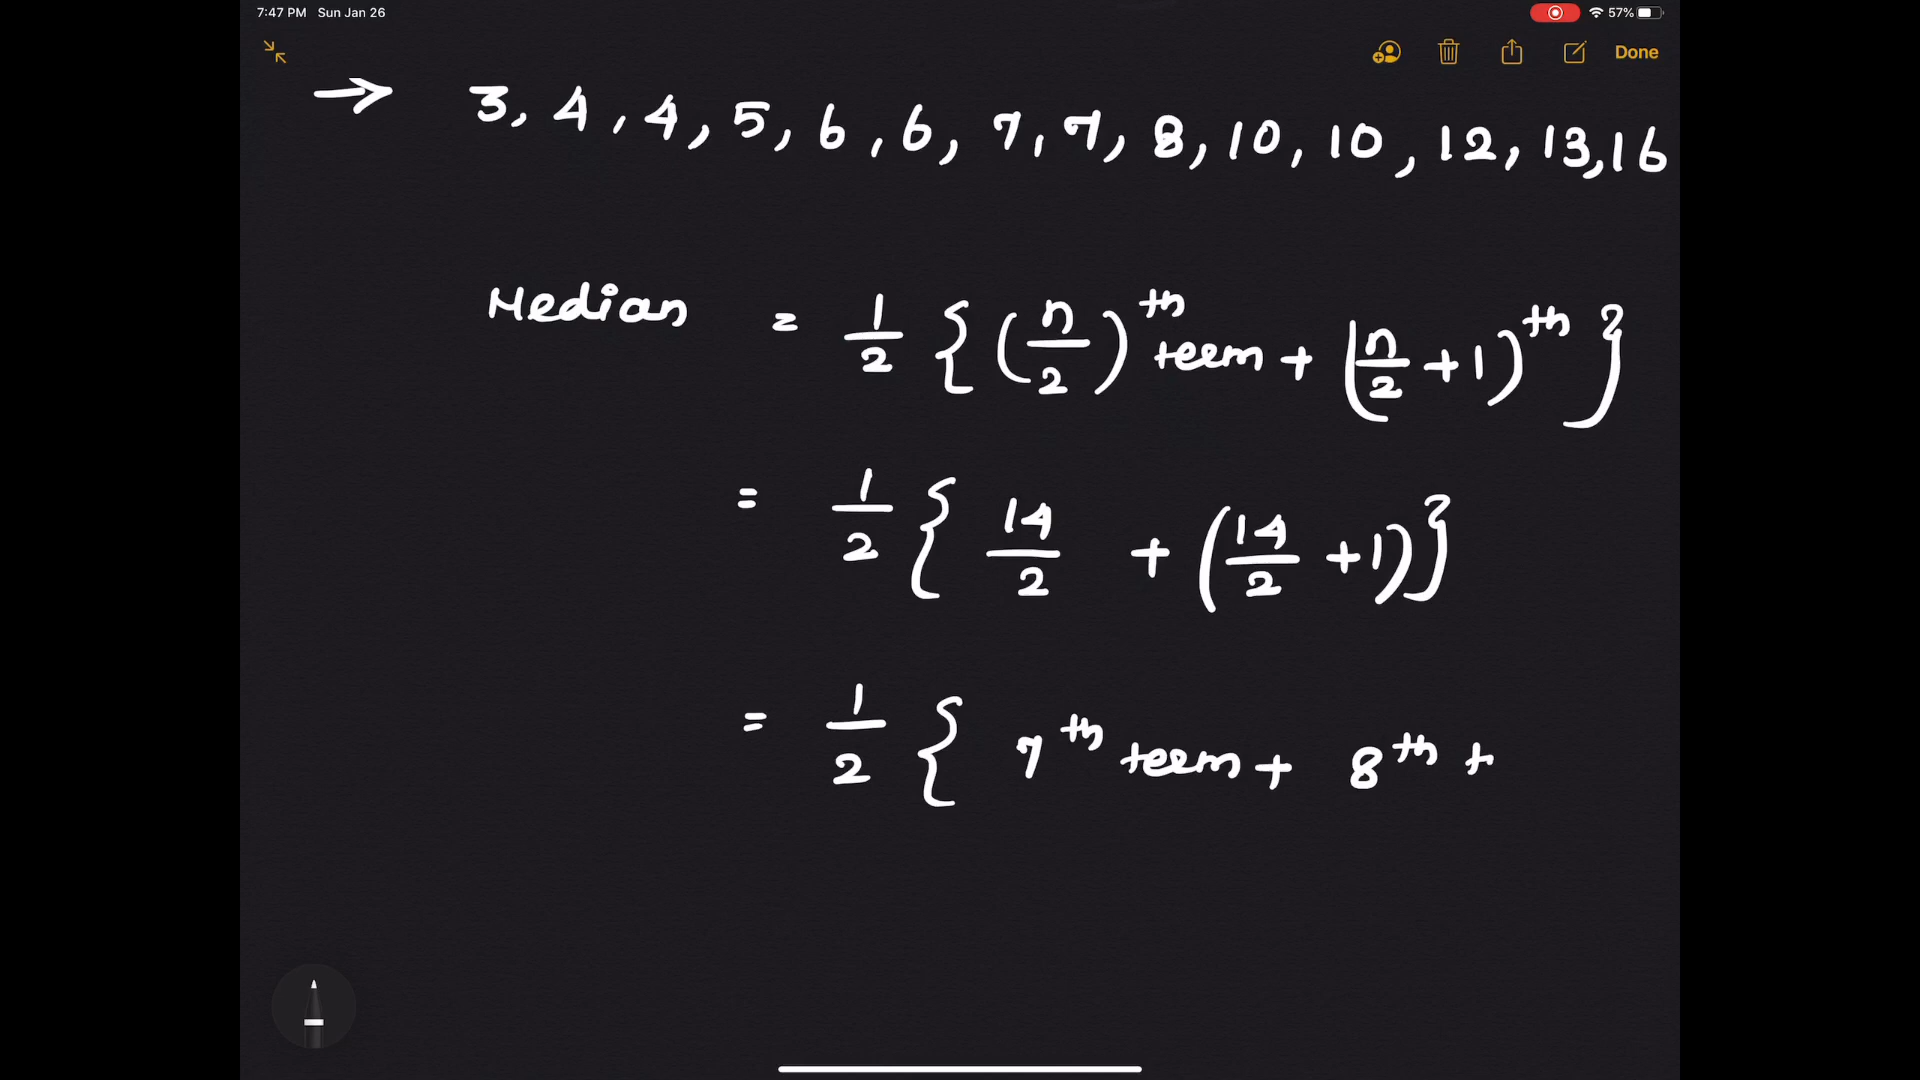 7:47 PM Sun Jan 26 57%
Done
→ 3, 4, 4, 5, 6, 6, 7, 7, 8, 10, 10, 12, 13, 16
Median = 1/2 { (n/2)th term + (n/2 + 1)th }
= 1/2 { 14/2 + (14/2 + 1) }
= 1/2 { 7th term + 8th t